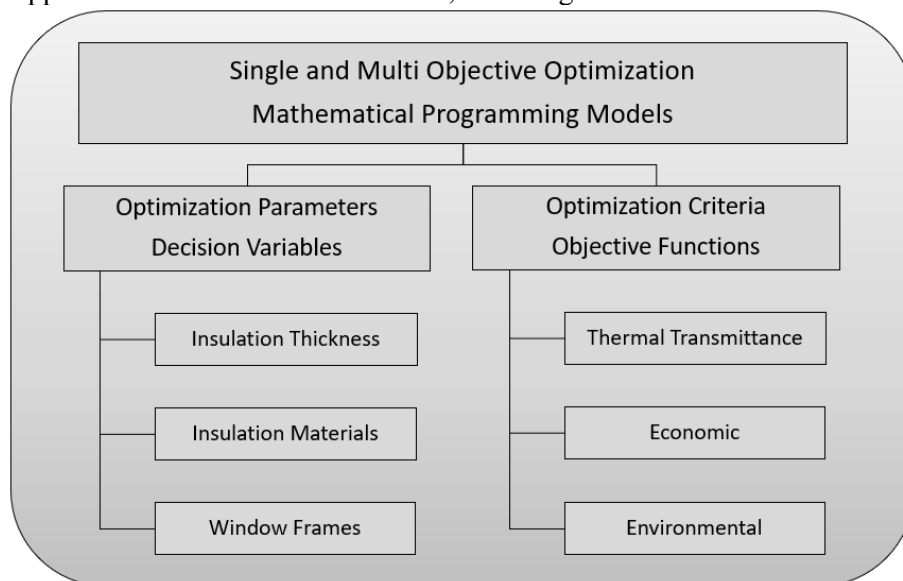 Single and Multi Objective Optimization
Mathematical Programming Models
Optimization Parameters
Decision Variables
Optimization Criteria
Objective Functions
Insulation Thickness
Thermal Transmittance
Insulation Materials
Economic
Window Frames
Environmental